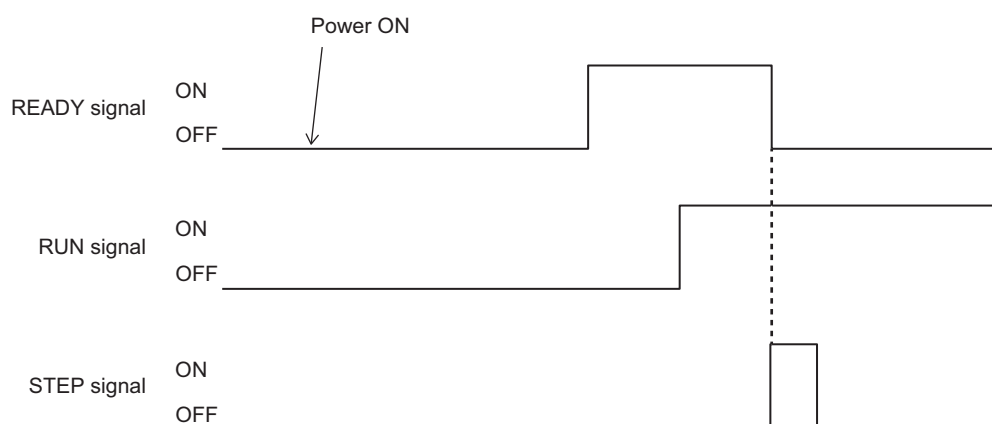 Power ON
ON
READY signal
OFF
ON
RUN signal
OFF
ON
STEP signal
OFF